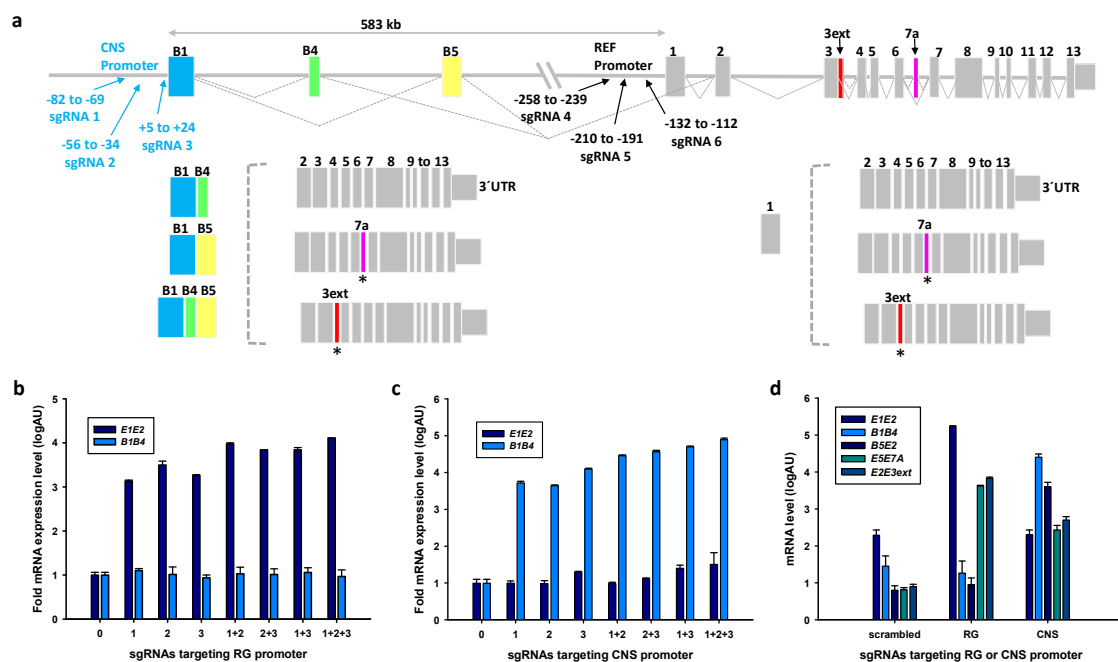 a
583 kb
CNS
Promoter
B1
B4
B5
REF
Promoter
1
2
3ext
3
4
5
6
7a
7
8
9
10
11
12
13
-82 to -69
sgRNA 1
-56 to -34
sgRNA 2
+5 to +24
sgRNA 3
-258 to -239
sgRNA 4
-210 to -191
sgRNA 5
-132 to -112
sgRNA 6
B1 B4
B1 B5
B1 B4 B5
2 3 4 5 6 7 8 9 to 13
3´UTR
7a
*
3ext
*
1
2 3 4 5 6 7 8 9 to 13
3´UTR
7a
*
3ext
*
b
Fold mRNA expression level (logAU)
5
4
3
2
1
0
E1E2
B1B4
0 1 2 3 1+2 2+3 1+3 1+2+3
sgRNAs targeting RG promoter
c
Fold mRNA expression level (logAU)
6
5
4
3
2
1
0
E1E2
B1B4
0 1 2 3 1+2 2+3 1+3 1+2+3
sgRNAs targeting CNS promoter
d
mRNA level (logAU)
6
5
4
3
2
1
0
E1E2
B1B4
B5E2
E5E7A
E2E3ext
scrambled RG CNS
sgRNAs targeting RG or CNS promoter